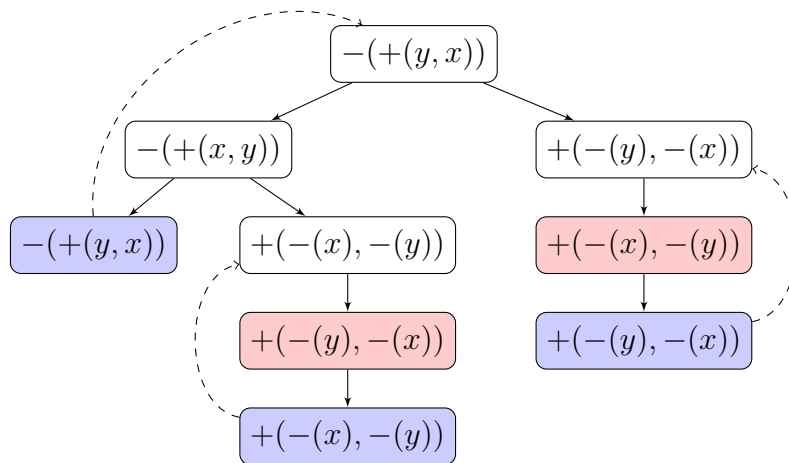 −(+(y, x))
−(+(x, y))
+(−(y), −(x))
−(+(y, x))
+(−(x), −(y))
+(−(x), −(y))
+(−(y), −(x))
+(−(y), −(x))
+(−(x), −(y))